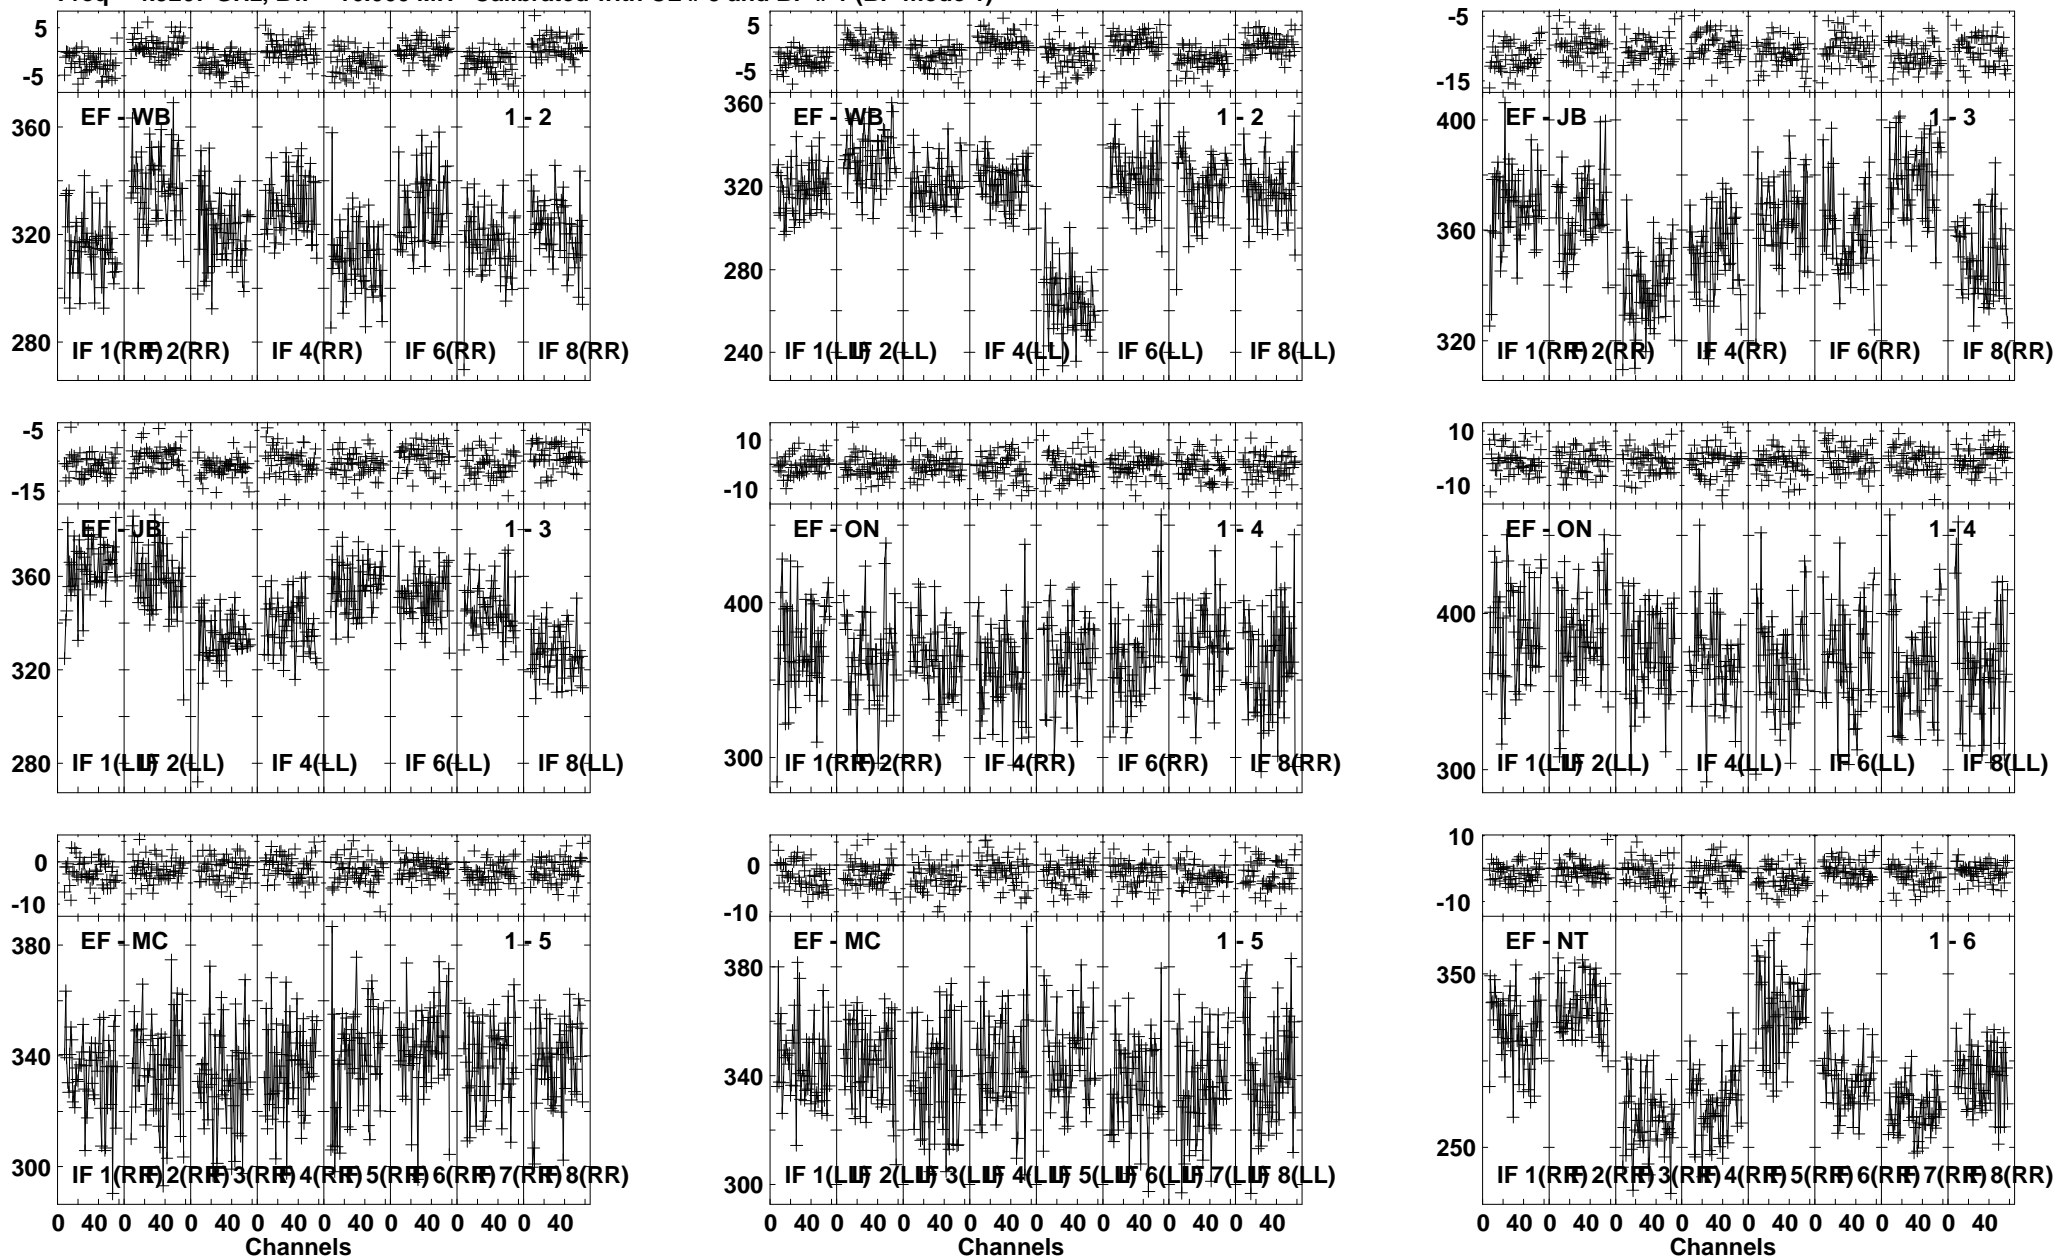 5
-5
360
320
280
EF - WB
1 - 2
IF 1(RR)
IF 2(RR)
IF 4(RR)
IF 6(RR)
IF 8(RR)
5
-5
360
320
280
240
EF - WB
1 - 2
IF 1(LL)
IF 2(LL)
IF 4(LL)
IF 6(LL)
IF 8(LL)
-5
-15
400
360
320
EF - JB
1 - 3
IF 1(RR)
IF 2(RR)
IF 4(RR)
IF 6(RR)
IF 8(RR)
-5
-15
360
320
280
EF - JB
1 - 3
IF 1(LL)
IF 2(LL)
IF 4(LL)
IF 6(LL)
IF 8(LL)
10
-10
400
300
EF - ON
1 - 4
IF 1(RR)
IF 2(RR)
IF 4(RR)
IF 6(RR)
IF 8(RR)
10
-10
400
300
EF - ON
1 - 4
IF 1(LL)
IF 2(LL)
IF 4(LL)
IF 6(LL)
IF 8(LL)
0
-10
380
340
300
EF - MC
1 - 5
IF 1(RR)
IF 2(RR)
IF 3(RR)
IF 4(RR)
IF 5(RR)
IF 6(RR)
IF 7(RR)
IF 8(RR)
0 40 0 40 0 40 0 40 0 40 0 40 0 40 0 40
Channels
0
-10
380
340
300
EF - MC
1 - 5
IF 1(LL)
IF 2(LL)
IF 3(LL)
IF 4(LL)
IF 5(LL)
IF 6(LL)
IF 7(LL)
IF 8(LL)
0 40 0 40 0 40 0 40 0 40 0 40 0 40 0 40
Channels
10
-10
350
250
EF - NT
1 - 6
IF 1(RR)
IF 2(RR)
IF 3(RR)
IF 4(RR)
IF 5(RR)
IF 6(RR)
IF 7(RR)
IF 8(RR)
0 40 0 40 0 40 0 40 0 40 0 40 0 40 0 40
Channels